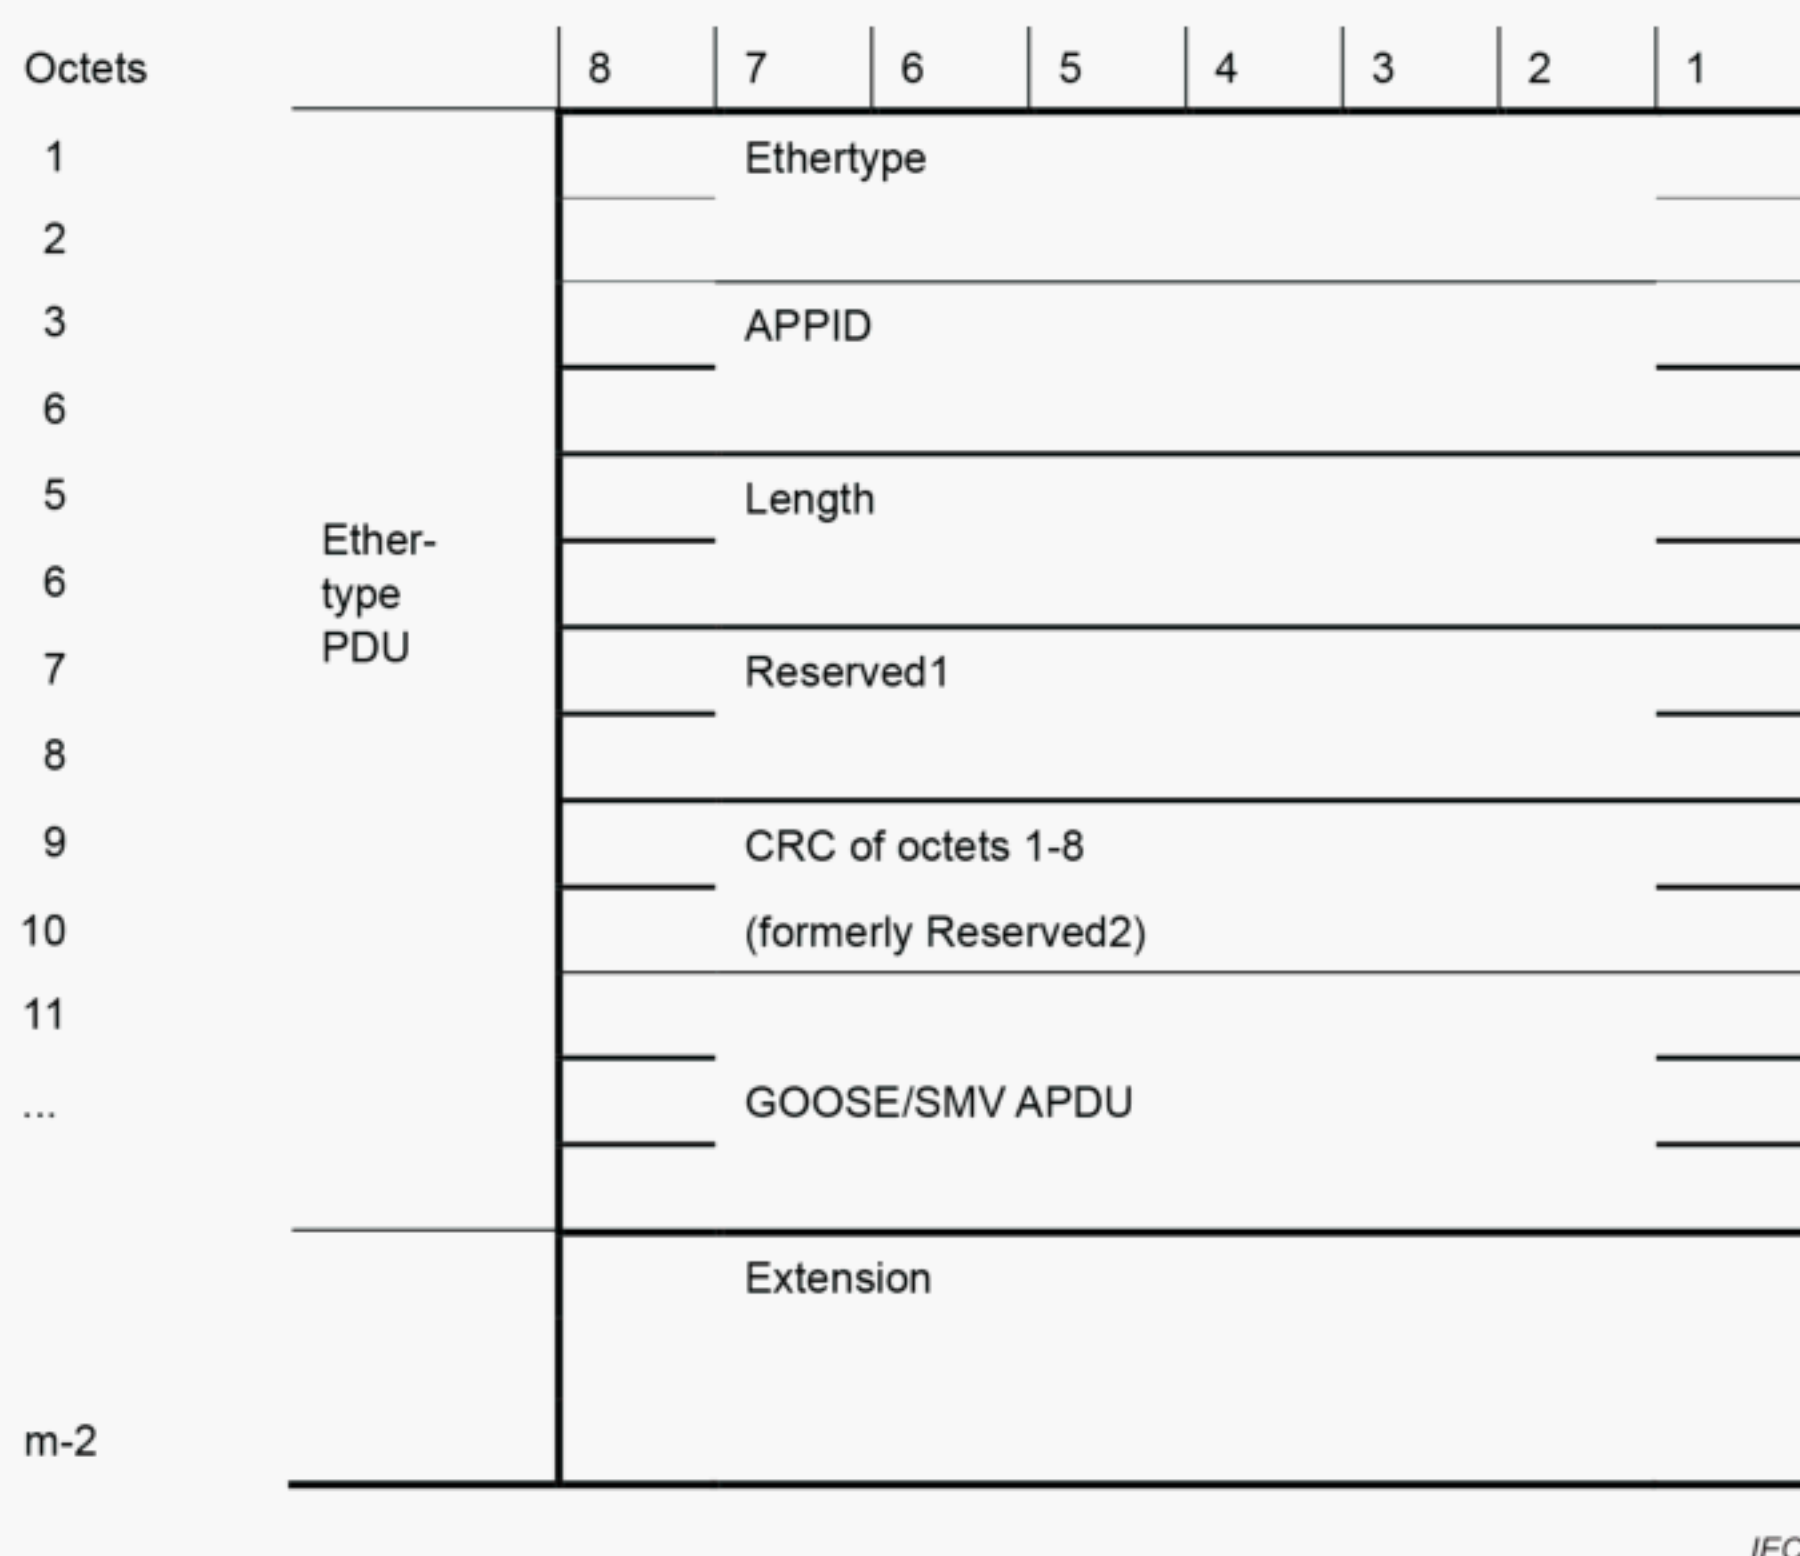 Octets 8 7 6 5 4 3 2 1
1 Ethertype
2
3 APPID
6
5 Length
Ether-
6
type
PDU
7 Reserved1
8
9 CRC of octets 1-8
10 (formerly Reserved2)
11
... GOOSE/SMV APDU
Extension
m-2